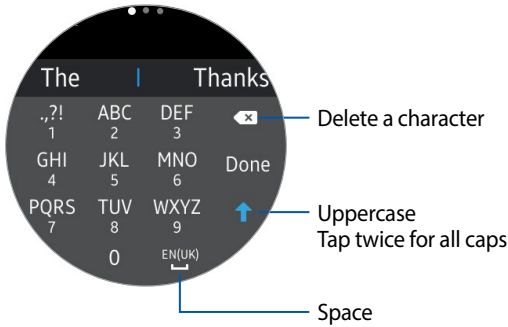 The I Thanks
.,?! ABC DEF
1 2 3
Delete a character
GHI JKL MNO Done
4 5 6
PQRS TUV WXYZ
7 8 9
Uppercase
Tap twice for all caps
0 EN(UK)
Space